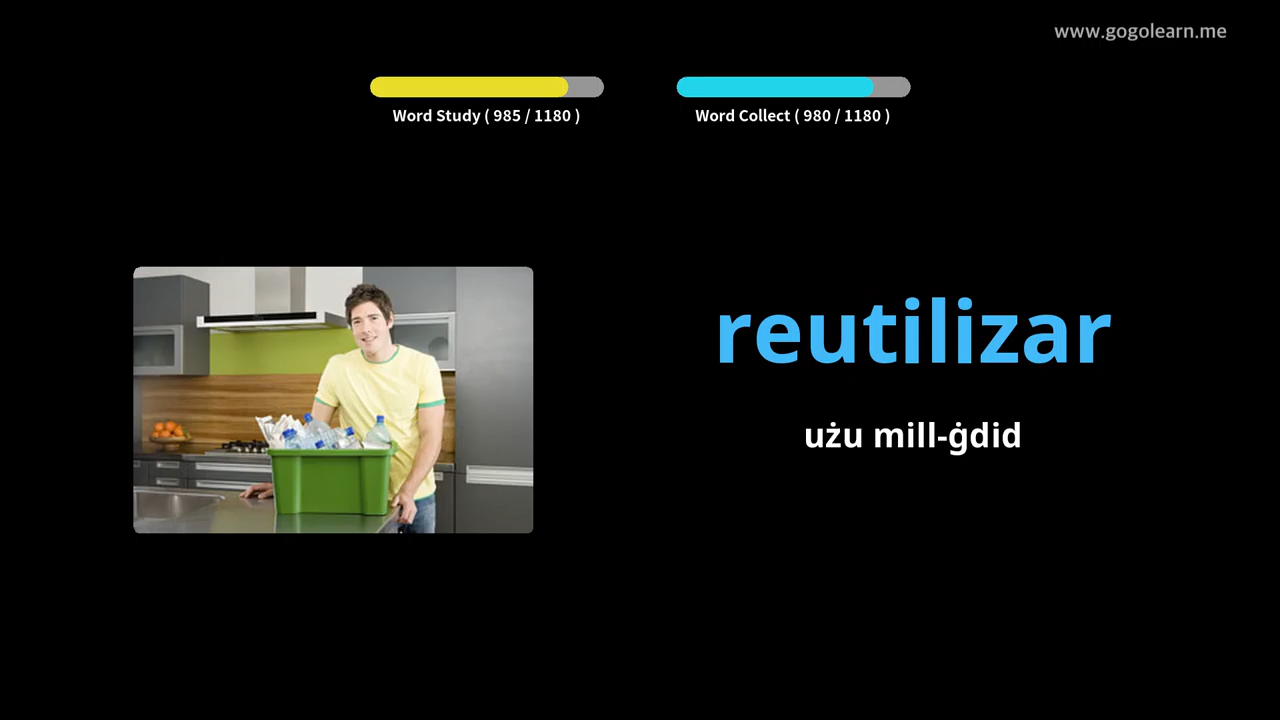 www.gogolearn.me
Word Study ( 985 / 1180 )
Word Collect ( 980 / 1180 )
reutilizar
użu mill-ġdid